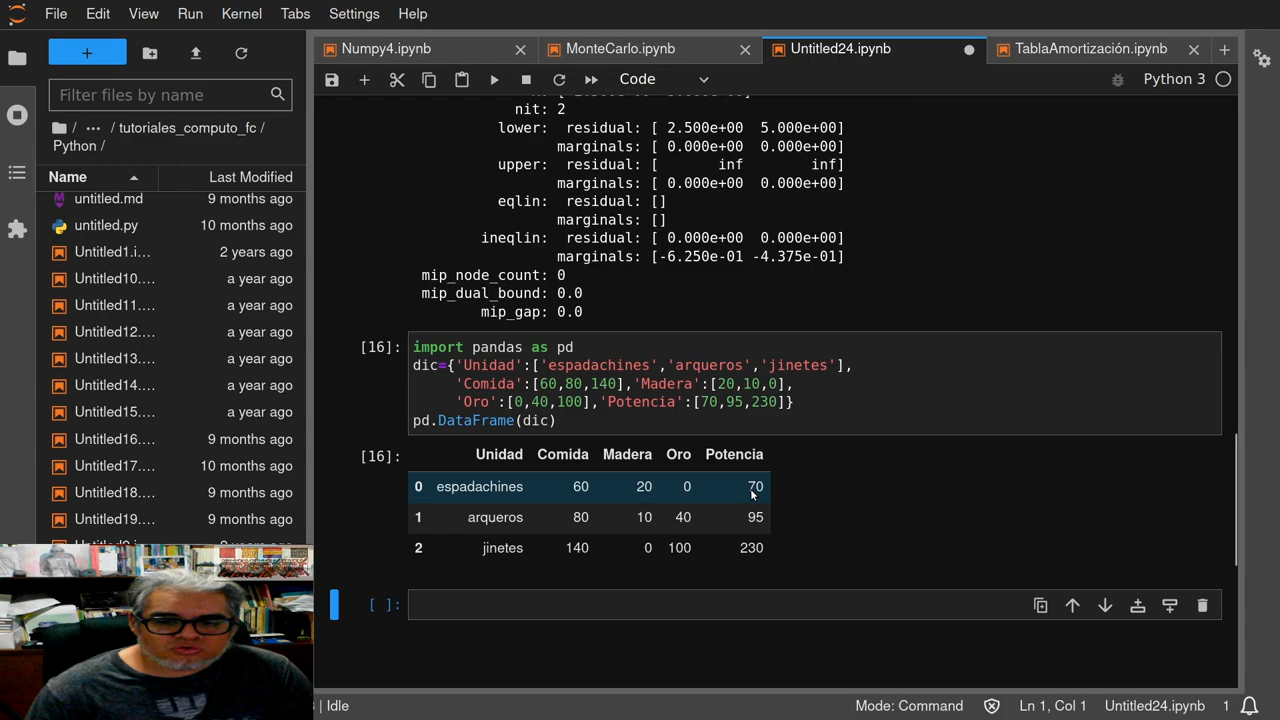 File Edit View Run Kernel Tabs Settings Help
Numpy4.ipynb
MonteCarlo.ipynb
Untitled24.ipynb
TablaAmortización.ipynb
Filter files by name
Code
Python 3
/ ... / tutoriales_computo_fc /
Python /
Name Last Modified
untitled.md 9 months ago
untitled.py 10 months ago
Untitled1.i... 2 years ago
Untitled10.... a year ago
Untitled11.... a year ago
Untitled12.... a year ago
Untitled13.... a year ago
Untitled14.... a year ago
Untitled15.... a year ago
Untitled16.... 9 months ago
Untitled17.... 10 months ago
Untitled18.... 9 months ago
Untitled19.... 9 months ago
nit: 2
lower: residual: [ 2.500e+00 5.000e+00]
marginals: [ 0.000e+00 0.000e+00]
upper: residual: [ inf inf]
marginals: [ 0.000e+00 0.000e+00]
eqlin: residual: []
marginals: []
ineqlin: residual: [ 0.000e+00 0.000e+00]
marginals: [-6.250e-01 -4.375e-01]
mip_node_count: 0
mip_dual_bound: 0.0
mip_gap: 0.0
[16]: import pandas as pd
dic={'Unidad':['espadachines','arqueros','jinetes'],
'Comida':[60,80,140],'Madera':[20,10,0],
'Oro':[0,40,100],'Potencia':[70,95,230]}
pd.DataFrame(dic)
[16]: Unidad Comida Madera Oro Potencia
0 espadachines 60 20 0 70
1 arqueros 80 10 40 95
2 jinetes 140 0 100 230
[ ]:
| Idle
Mode: Command
Ln 1, Col 1
Untitled24.ipynb
1